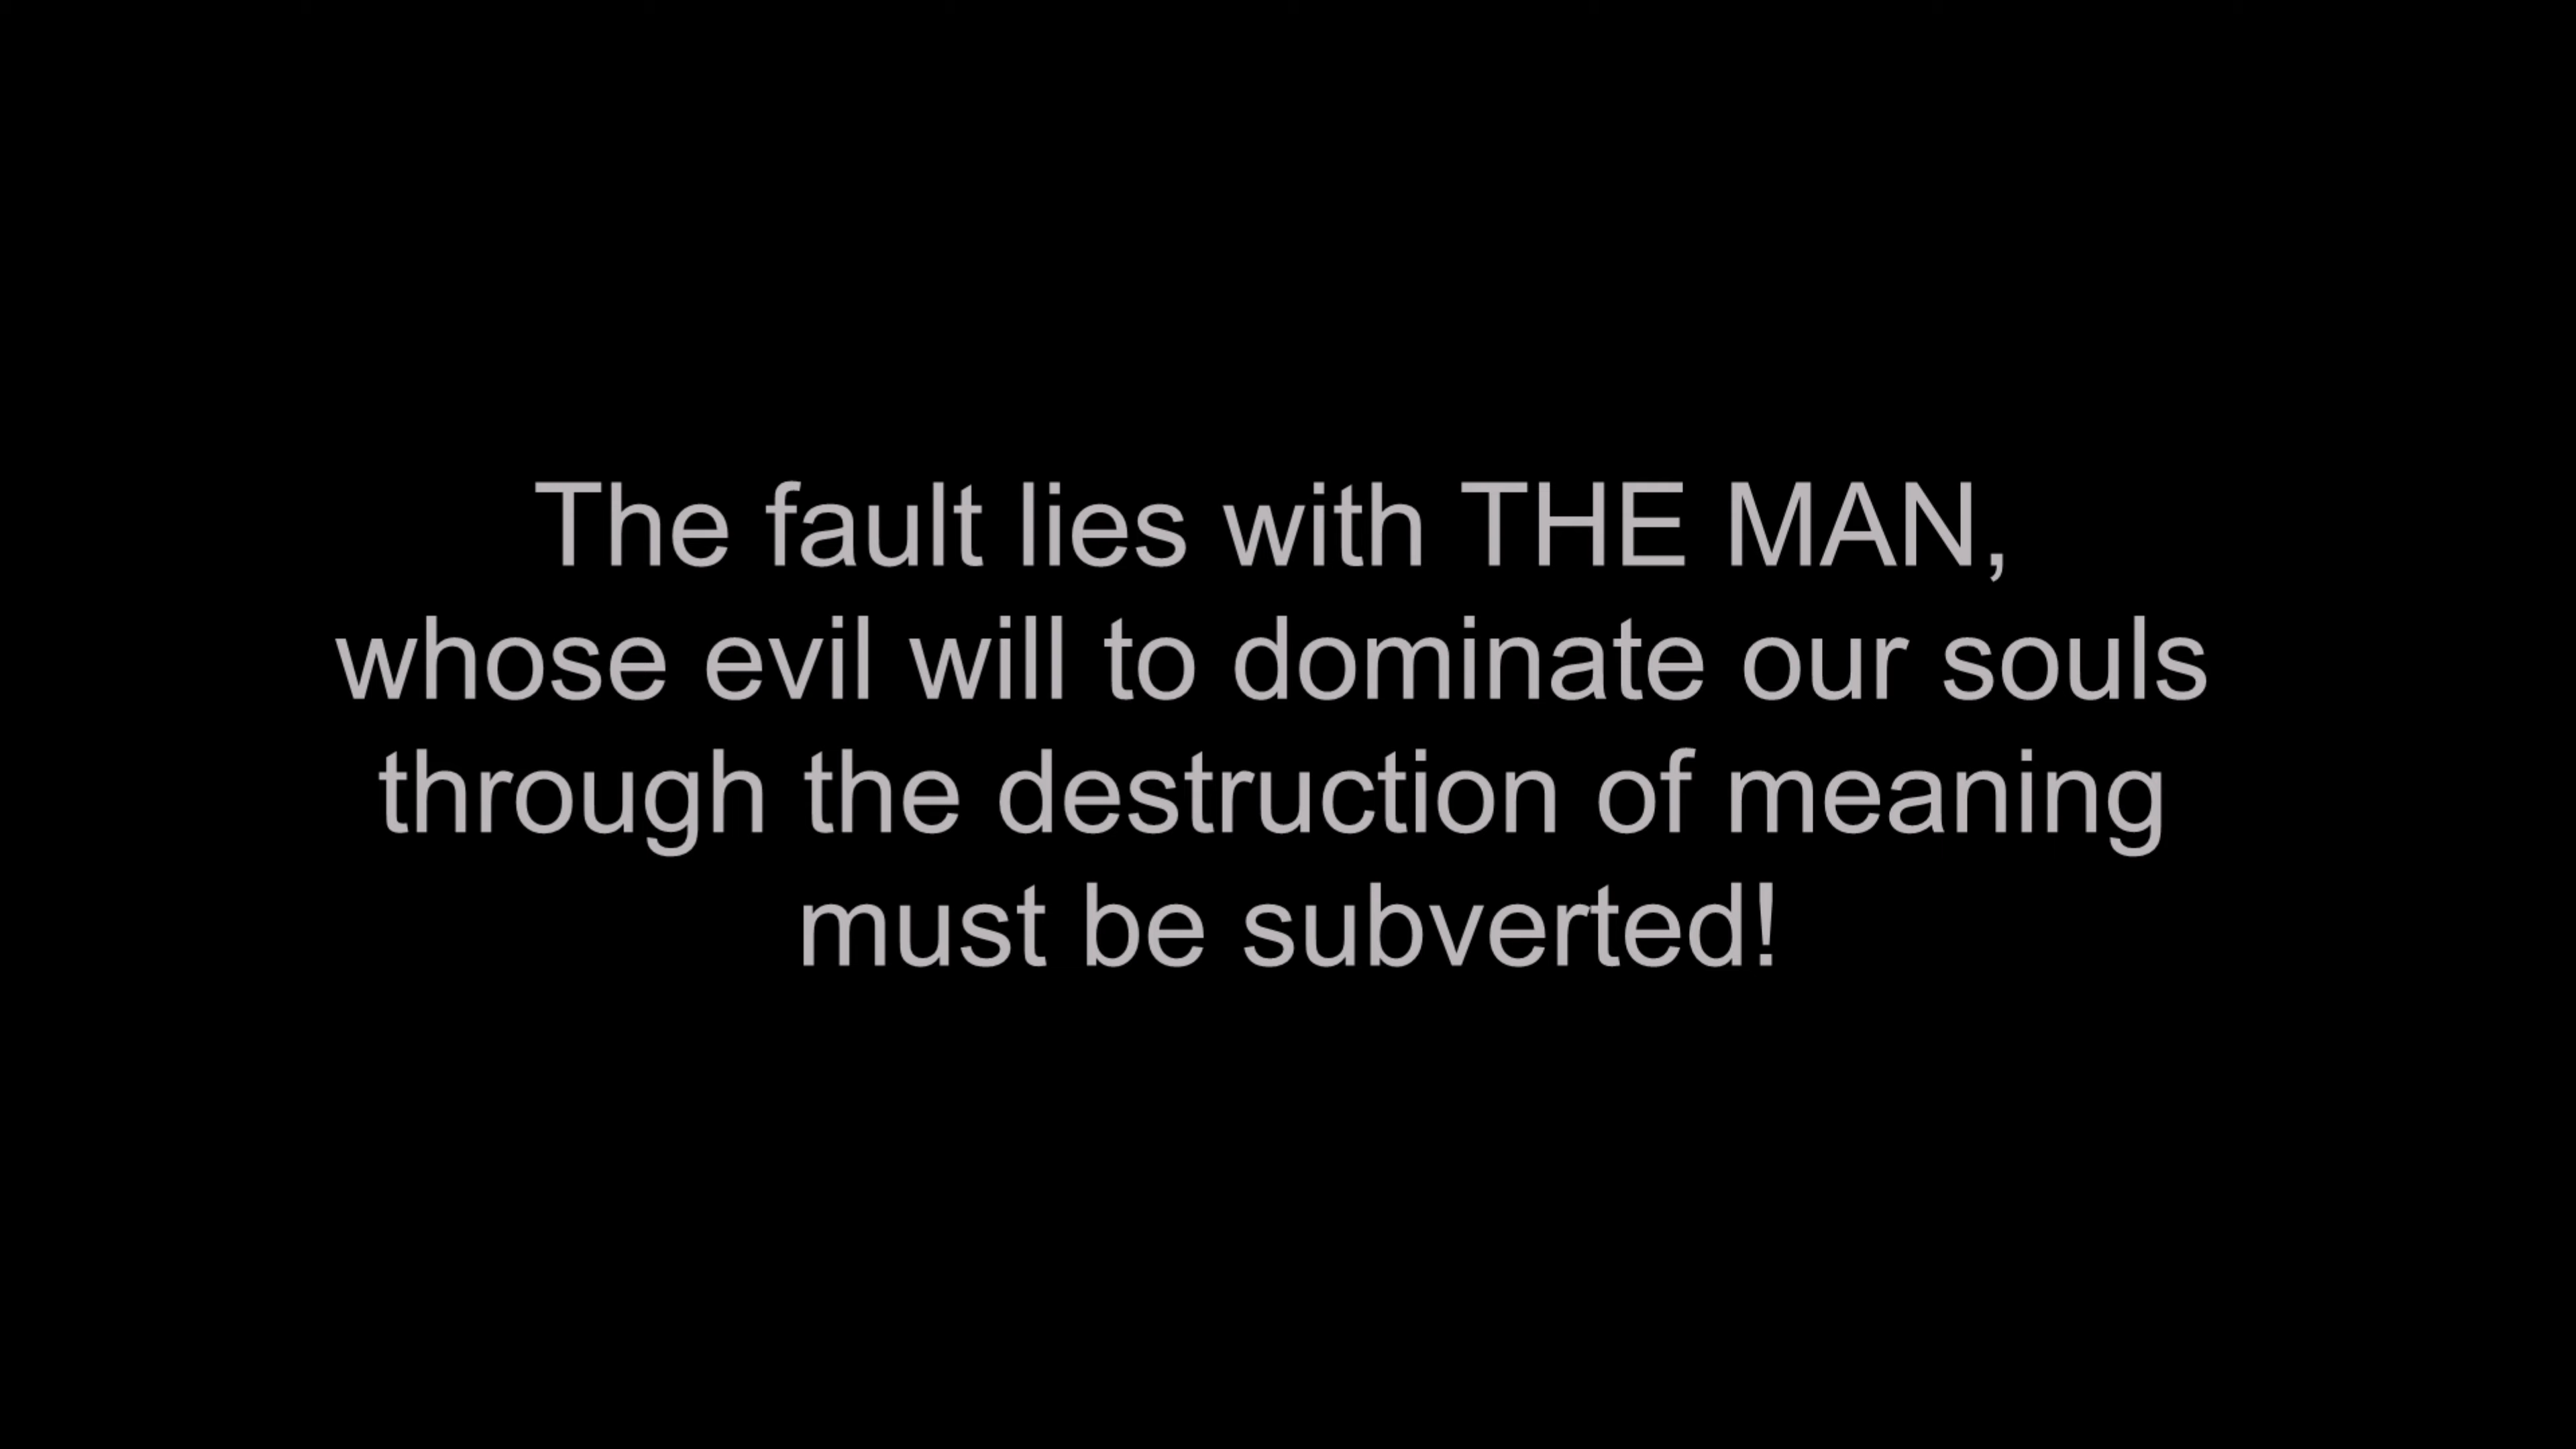 The fault lies with THE MAN,
whose evil will to dominate our souls
through the destruction of meaning
must be subverted!